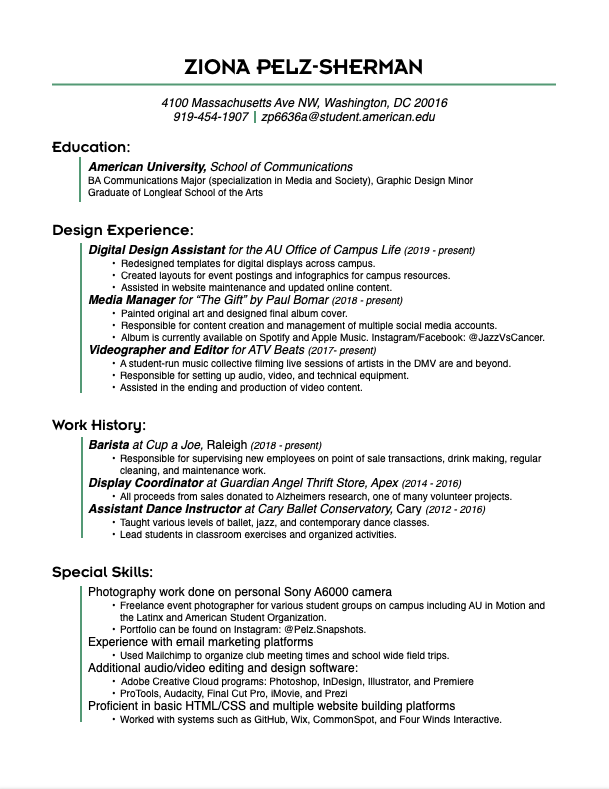 ZIONA PELZ-SHERMAN
4100 Massachusetts Ave NW, Washington, DC 20016
919-454-1907 | zp6636a@student.american.edu
Education:
American University, School of Communications
BA Communications Major (specialization in Media and Society), Graphic Design Minor
Graduate of Longleaf School of the Arts
Design Experience:
Digital Design Assistant for the AU Office of Campus Life (2019 - present)
• Redesigned templates for digital displays across campus.
• Created layouts for event postings and infographics for campus resources.
• Assisted in website maintenance and updated online content.
Media Manager for “The Gift” by Paul Bomar (2018 - present)
• Painted original art and designed final album cover.
• Responsible for content creation and management of multiple social media accounts.
• Album is currently available on Spotify and Apple Music. Instagram/Facebook: @JazzVsCancer.
Videographer and Editor for ATV Beats (2017- present)
• A student-run music collective filming live sessions of artists in the DMV are and beyond.
• Responsible for setting up audio, video, and technical equipment.
• Assisted in the ending and production of video content.
Work History:
Barista at Cup a Joe, Raleigh (2018 - present)
• Responsible for supervising new employees on point of sale transactions, drink making, regular
cleaning, and maintenance work.
Display Coordinator at Guardian Angel Thrift Store, Apex (2014 - 2016)
• All proceeds from sales donated to Alzheimers research, one of many volunteer projects.
Assistant Dance Instructor at Cary Ballet Conservatory, Cary (2012 - 2016)
• Taught various levels of ballet, jazz, and contemporary dance classes.
• Lead students in classroom exercises and organized activities.
Special Skills:
Photography work done on personal Sony A6000 camera
• Freelance event photographer for various student groups on campus including AU in Motion and
the Latinx and American Student Organization.
• Portfolio can be found on Instagram: @Pelz.Snapshots.
Experience with email marketing platforms
• Used Mailchimp to organize club meeting times and school wide field trips.
Additional audio/video editing and design software:
• Adobe Creative Cloud programs: Photoshop, InDesign, Illustrator, and Premiere
• ProTools, Audacity, Final Cut Pro, iMovie, and Prezi
Proficient in basic HTML/CSS and multiple website building platforms
• Worked with systems such as GitHub, Wix, CommonSpot, and Four Winds Interactive.